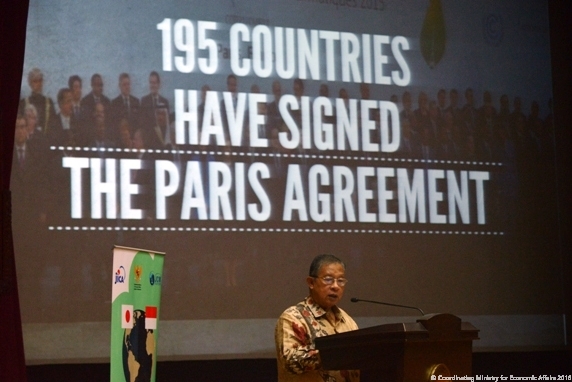 195 COUNTRIES
HAVE SIGNED
THE PARIS AGREEMENT
JICA
© Coordinating Ministry for Economic Affairs 2016